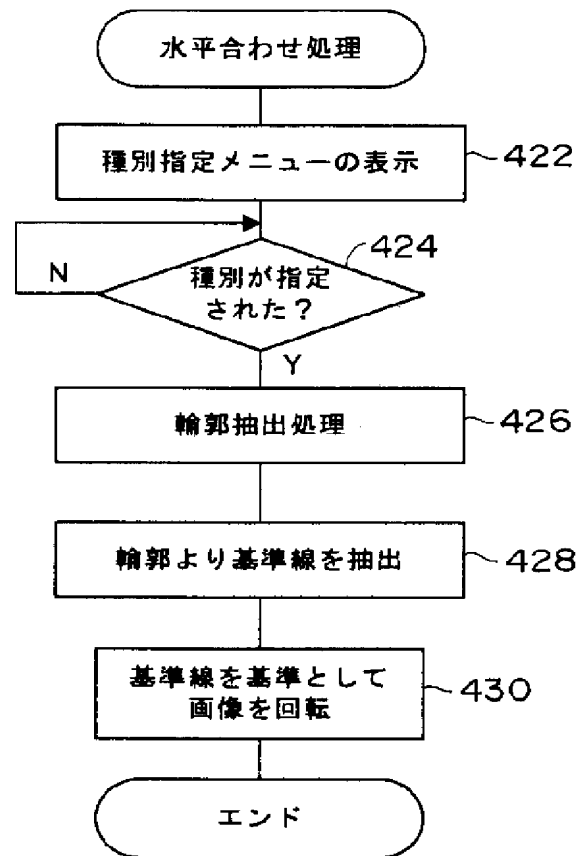 水平合わせ処理
種別指定メニューの表示
422
424
種別が指定
された？
N
Y
輪郭抽出処理
426
輪郭より基準線を抽出
428
基準線を基準として
画像を回転
430
エンド